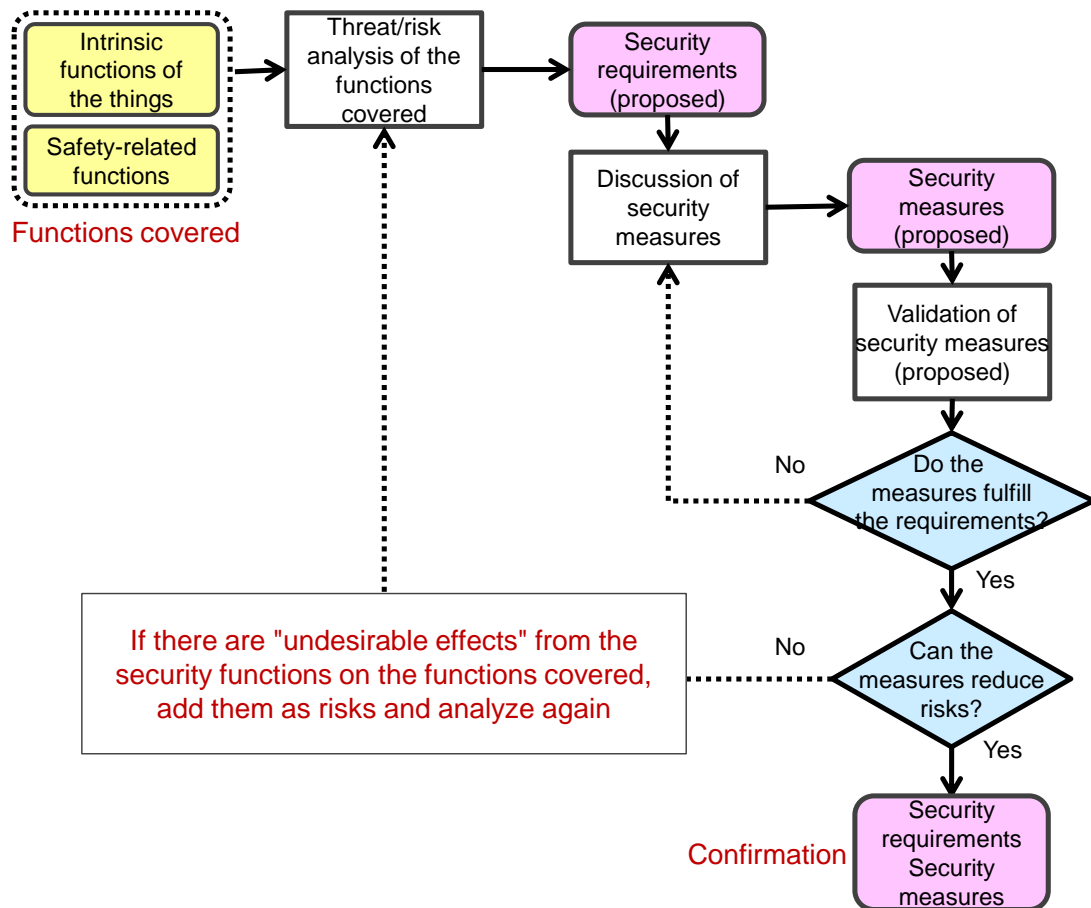 Intrinsic
functions of
the things
Safety-related
functions
Functions covered
Threat/risk
analysis of the
functions
covered
Security
requirements
(proposed)
Discussion of
security
measures
Security
measures
(proposed)
Validation of
security measures
(proposed)
Do the
measures fulfill
the requirements?
No
Yes
Can the
measures reduce
risks?
No
Yes
If there are "undesirable effects" from the
security functions on the functions covered,
add them as risks and analyze again
Confirmation
Security
requirements
Security
measures